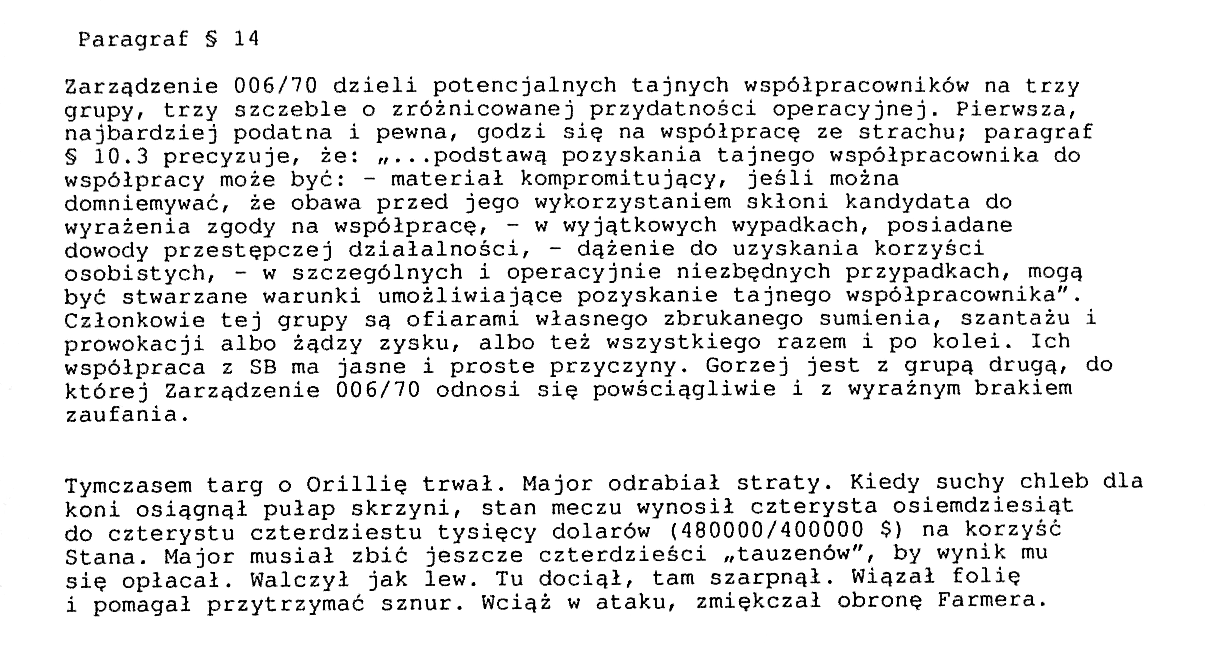 Paragraf § 14
Zarządzenie 006/70 dzieli potencjalnych tajnych współpracowników na trzy
grupy, trzy szczeble o zróżnicowanej przydatności operacyjnej. Pierwsza,
najbardziej podatna i pewna, godzi się na współpracę ze strachu; paragraf
§ 10.3 precyzuje, że: „...podstawą pozyskania tajnego współpracownika do
współpracy może być: - materiał kompromitujący, jeśli można
domniemywać, że obawa przed jego wykorzystaniem skłoni kandydata do
wyrażenia zgody na współpracę, - w wyjątkowych wypadkach, posiadane
dowody przestępczej działalności, - dążenie do uzyskania korzyści
osobistych, - w szczególnych i operacyjnie niezbędnych przypadkach, mogą
być stwarzane warunki umożliwiające pozyskanie tajnego współpracownika”.
Członkowie tej grupy są ofiarami własnego zbrukanego sumienia, szantażu i
prowokacji albo żądzy zysku, albo też wszystkiego razem i po kolei. Ich
współpraca z SB ma jasne i proste przyczyny. Gorzej jest z grupą drugą, do
której Zarządzenie 006/70 odnosi się powściągliwie i z wyraźnym brakiem
zaufania.
Tymczasem targ o Orillię trwał. Major odrabiał straty. Kiedy suchy chleb dla
koni osiągnął pułap skrzyni, stan meczu wynosił czterysta osiemdziesiąt
do czterystu czterdziestu tysięcy dolarów (480000/400000 $) na korzyść
Stana. Major musiał zbić jeszcze czterdzieści „tauzenów”, by wynik mu
się opłacał. Walczył jak lew. Tu dociął, tam szarpnął. Wiązał folię
i pomagał przytrzymać sznur. Wciąż w ataku, zmiękczał obronę Farmera.